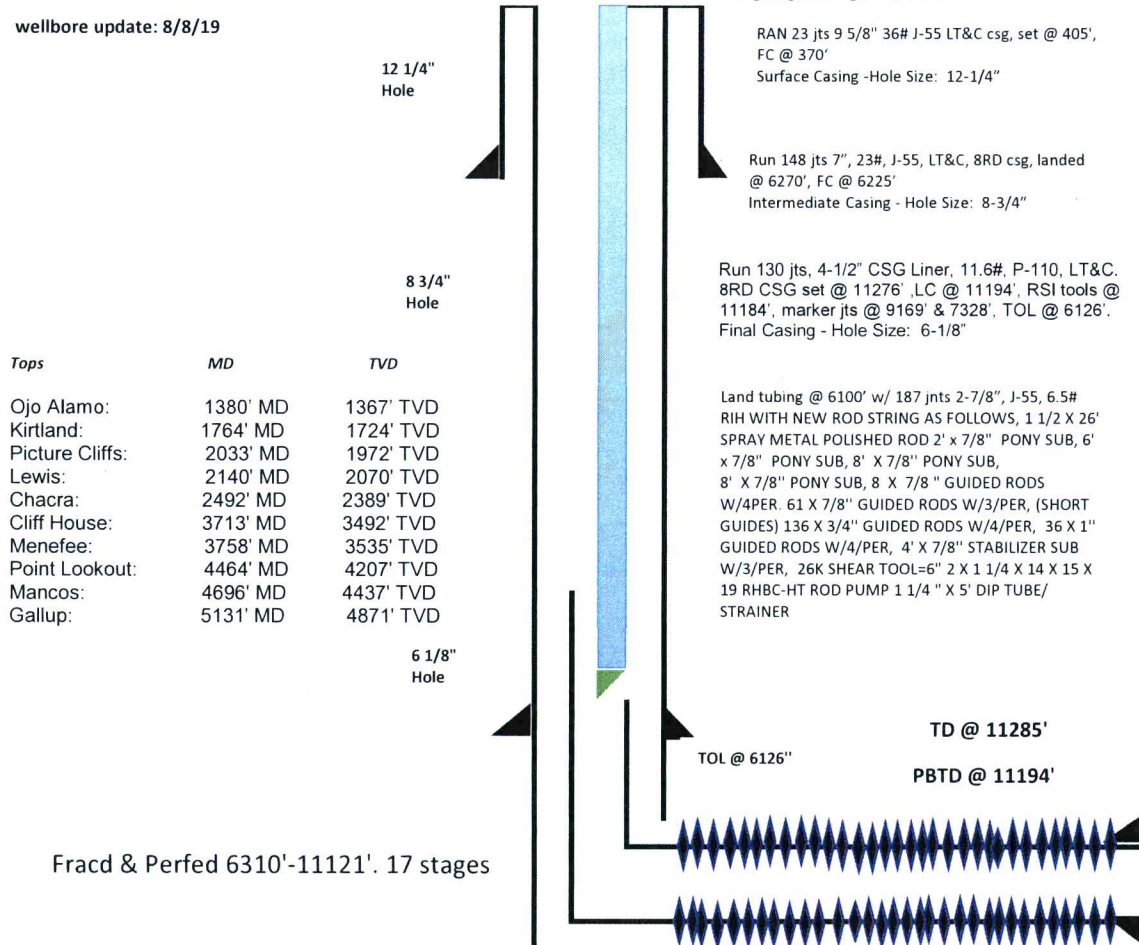 wellbore update: 8/8/19
12 1/4"
Hole
RAN 23 jts 9 5/8" 36# J-55 LT&C csg, set @ 405',
FC @ 370'
Surface Casing -Hole Size: 12-1/4"
Run 148 jts 7", 23#, J-55, LT&C, 8RD csg, landed
@ 6270', FC @ 6225'
Intermediate Casing - Hole Size: 8-3/4"
8 3/4"
Hole
Run 130 jts, 4-1/2" CSG Liner, 11.6#, P-110, LT&C.
8RD CSG set @ 11276' ,LC @ 11194', RSI tools @
11184', marker jts @ 9169' & 7328', TOL @ 6126'.
Final Casing - Hole Size: 6-1/8"
Tops MD TVD
Ojo Alamo: 1380' MD 1367' TVD
Kirtland: 1764' MD 1724' TVD
Picture Cliffs: 2033' MD 1972' TVD
Lewis: 2140' MD 2070' TVD
Chacra: 2492' MD 2389' TVD
Cliff House: 3713' MD 3492' TVD
Menefee: 3758' MD 3535' TVD
Point Lookout: 4464' MD 4207' TVD
Mancos: 4696' MD 4437' TVD
Gallup: 5131' MD 4871' TVD
Land tubing @ 6100' w/ 187 jnts 2-7/8", J-55, 6.5#
RIH WITH NEW ROD STRING AS FOLLOWS, 1 1/2 X 26'
SPRAY METAL POLISHED ROD 2' x 7/8" PONY SUB, 6'
x 7/8" PONY SUB, 8' X 7/8'' PONY SUB,
8' X 7/8'' PONY SUB, 8 X 7/8 " GUIDED RODS
W/4PER. 61 X 7/8'' GUIDED RODS W/3/PER, (SHORT
GUIDES) 136 X 3/4'' GUIDED RODS W/4/PER, 36 X 1''
GUIDED RODS W/4/PER, 4' X 7/8'' STABILIZER SUB
W/3/PER, 26K SHEAR TOOL=6'' 2 X 1 1/4 X 14 X 15 X
19 RHBC-HT ROD PUMP 1 1/4 " X 5' DIP TUBE/
STRAINER
6 1/8"
Hole
TOL @ 6126''
TD @ 11285'
PBTD @ 11194'
Fracd & Perfed 6310'-11121'. 17 stages